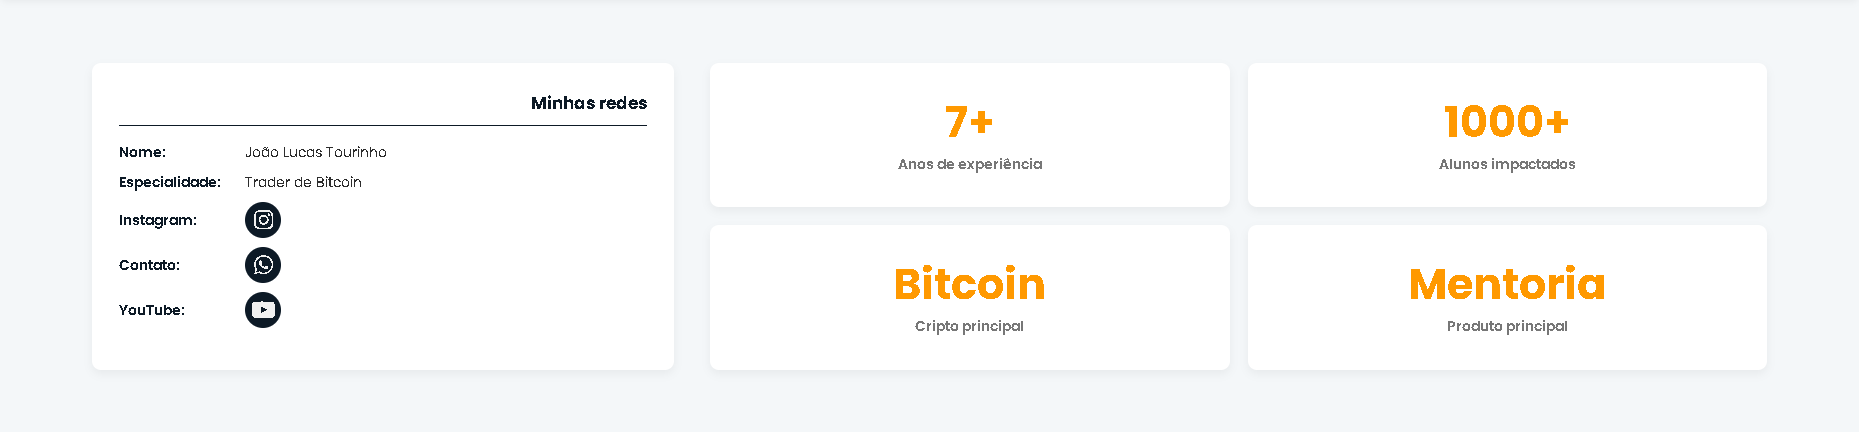 Minhas redes
Nome: João Lucas Tourinho
Especialidade: Trader de Bitcoin
Instagram:
Contato:
YouTube:
7+
Anos de experiência
1000+
Alunos impactados
Bitcoin
Cripto principal
Mentoria
Produto principal